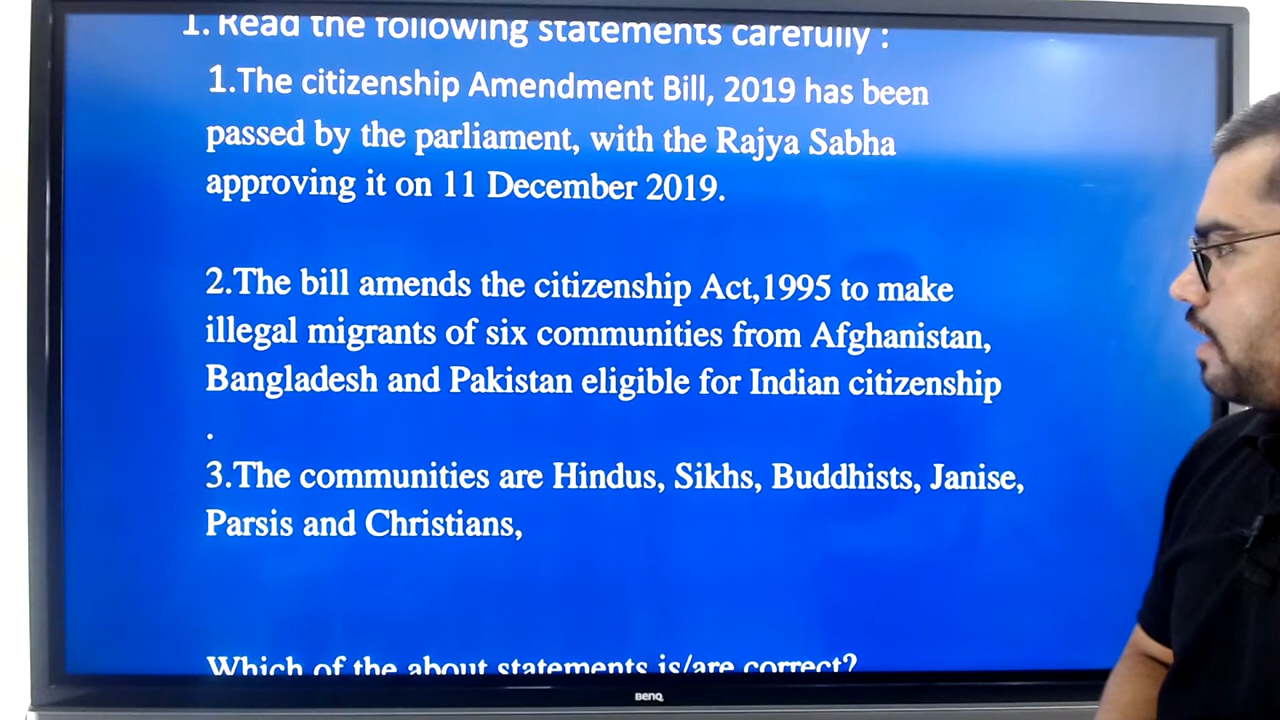 1. Read the following statements carefully :
1.The citizenship Amendment Bill, 2019 has been
passed by the parliament, with the Rajya Sabha
approving it on 11 December 2019.
2.The bill amends the citizenship Act,1995 to make
illegal migrants of six communities from Afghanistan,
Bangladesh and Pakistan eligible for Indian citizenship
.
3.The communities are Hindus, Sikhs, Buddhists, Janise,
Parsis and Christians,
Which of the about statements is/are correct?
BenQ